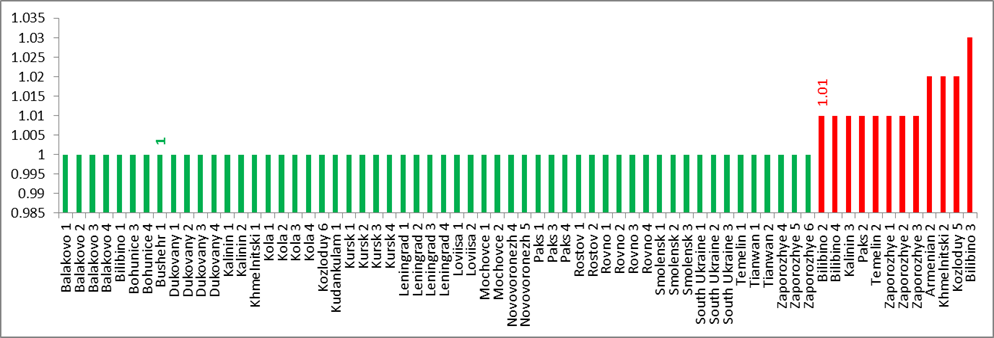 1.035
1.03
1.025
1.02
1.015
1.01
1.005
1
0.995
0.99
0.985
1
1.01
Balakovo 1
Balakovo 2
Balakovo 3
Balakovo 4
Bilibino 1
Bohunice 3
Bohunice 4
Bushehr 1
Dukovany 1
Dukovany 2
Dukovany 3
Dukovany 4
Kalinin 1
Kalinin 2
Khmelnitski 1
Kola 1
Kola 2
Kola 3
Kola 4
Kozloduy 6
Kudankulam 1
Kursk 1
Kursk 2
Kursk 3
Kursk 4
Leningrad 1
Leningrad 2
Leningrad 3
Leningrad 4
Loviisa 1
Loviisa 2
Mochovce 1
Mochovce 2
Novovoronezh 4
Novovoronezh 5
Paks 1
Paks 3
Paks 4
Rostov 1
Rostov 2
Rovno 1
Rovno 2
Rovno 3
Rovno 4
Smolensk 1
Smolensk 2
Smolensk 3
South Ukraine 1
South Ukraine 2
South Ukraine 3
Temelin 1
Tianwan 1
Tianwan 2
Zaporozhye 4
Zaporozhye 5
Zaporozhye 6
Bilibino 2
Bilibino 4
Kalinin 3
Paks 2
Temelin 2
Zaporozhye 1
Zaporozhye 2
Zaporozhye 3
Armenian 2
Khmelnitski 2
Kozloduy 5
Bilibino 3